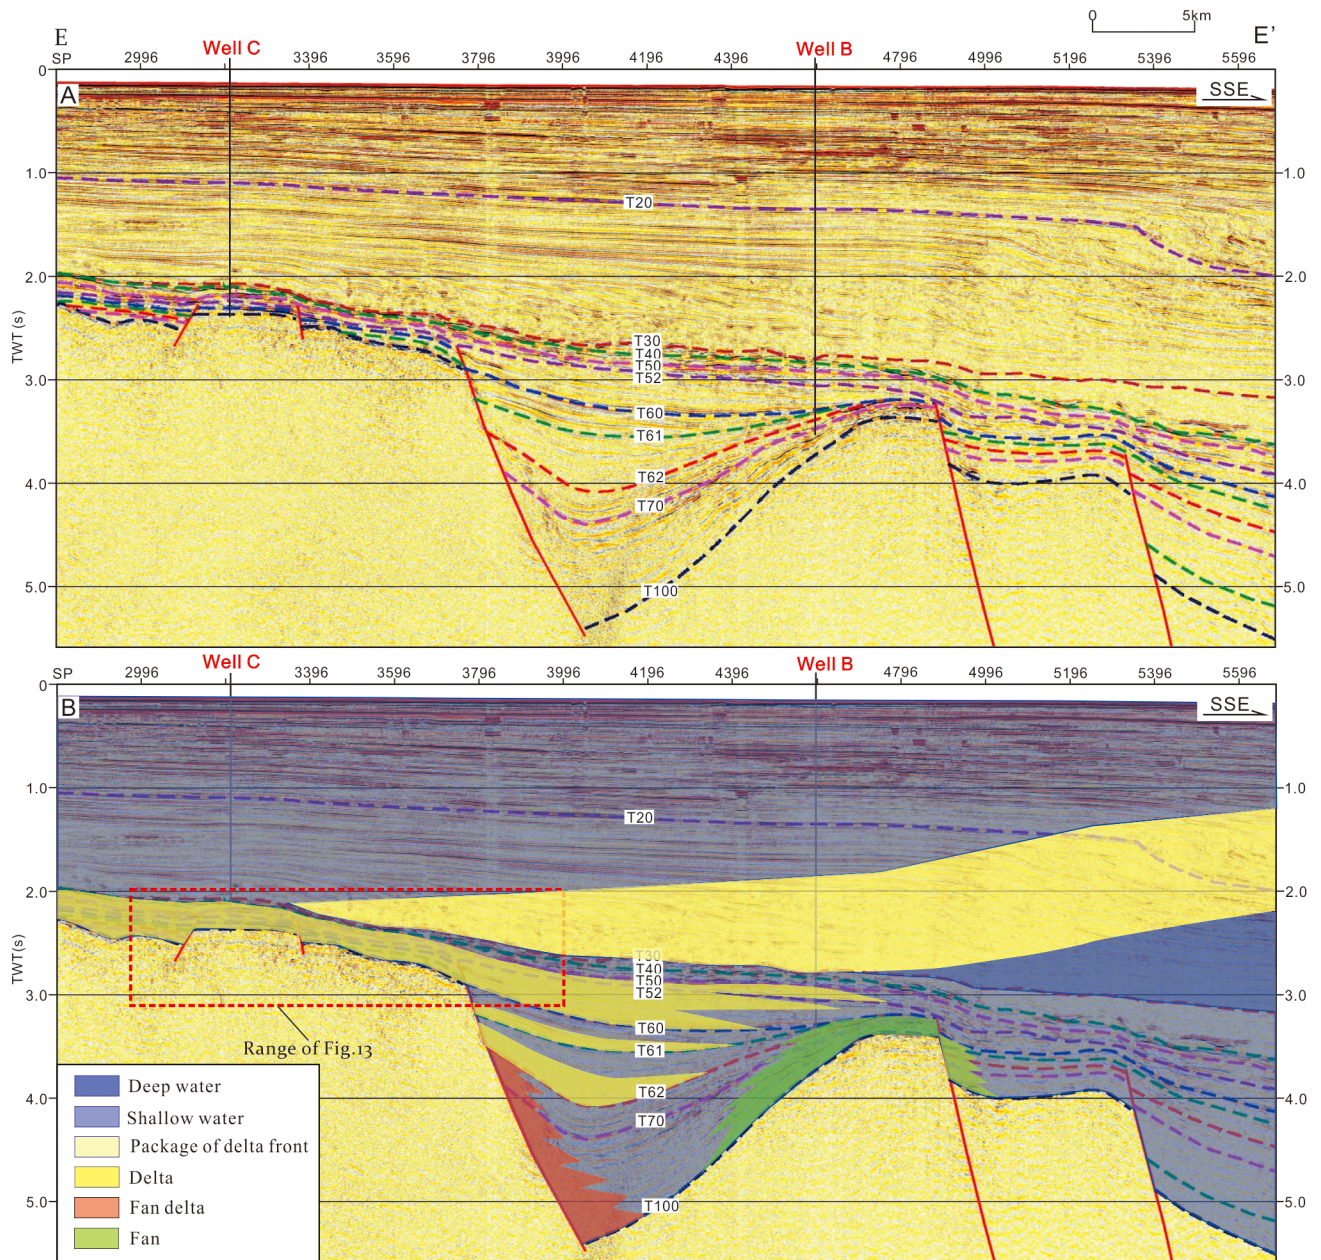 0 5km
E E'
Well C Well B
SP 2996 3396 3596 3796 3996 4196 4396 4796 4996 5196 5396 5596
0
A SSE
1.0 1.0
T20
2.0 2.0
TWT(s)
T30
T40
T50
T52
3.0 3.0
T60
T61
T62
4.0 4.0
T70
T100
5.0 5.0
Well C Well B
SP 2996 3396 3596 3796 3996 4196 4396 4796 4996 5196 5396 5596
0
B SSE
1.0 1.0
T20
2.0 2.0
TWT(s)
T30
T40
T50
T52
3.0 3.0
T60
Range of Fig.13
T61
T62
4.0 4.0
T70
T100
5.0 5.0
Deep water
Shallow water
Package of delta front
Delta
Fan delta
Fan